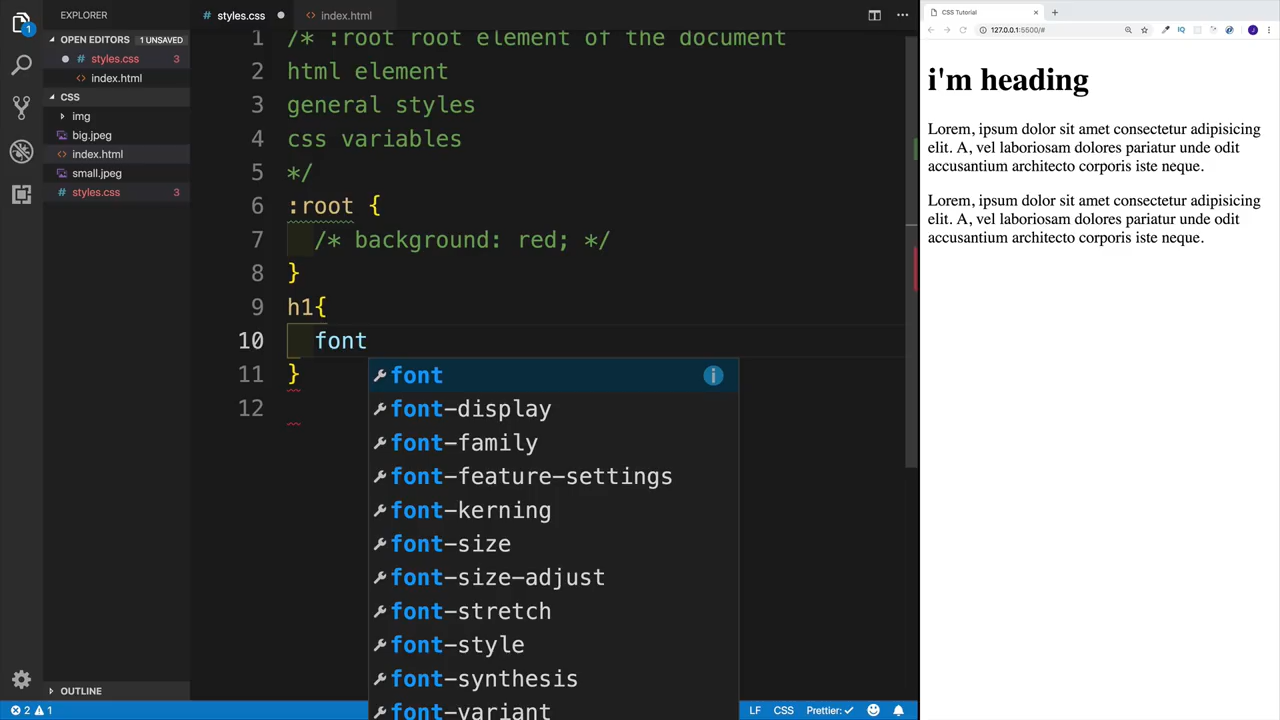 EXPLORER
OPEN EDITORS 1 UNSAVED
# styles.css 3
<> index.html
CSS
img
big.jpeg
<> index.html
small.jpeg
# styles.css 3
OUTLINE
1
# styles.css
<> index.html
1 /* :root root element of the document
2 html element
3 general styles
4 css variables
5 */
6 :root {
7 /* background: red; */
8 }
9 h1{
10 font
11 }
12
font
font-display
font-family
font-feature-settings
font-kerning
font-size
font-size-adjust
font-stretch
font-style
font-synthesis
font-variant
2 1
LF CSS Prettier: ✓
CSS Tutorial
127.0.0.1:5500/#
IQ
J
i'm heading
Lorem, ipsum dolor sit amet consectetur adipisicing
elit. A, vel laboriosam dolores pariatur unde odit
accusantium architecto corporis iste neque.
Lorem, ipsum dolor sit amet consectetur adipisicing
elit. A, vel laboriosam dolores pariatur unde odit
accusantium architecto corporis iste neque.